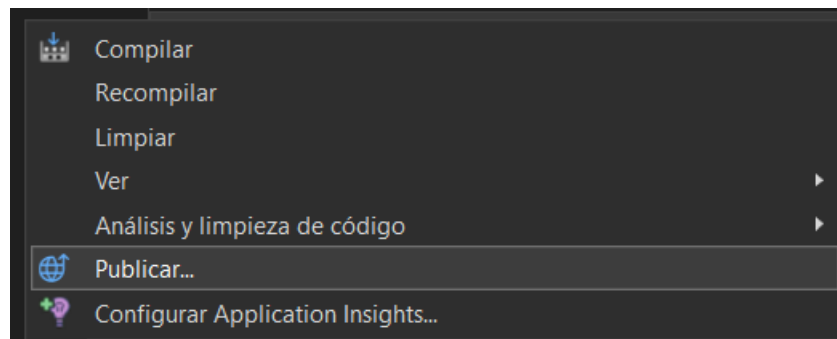 Compilar
Recompilar
Limpiar
Ver
Análisis y limpieza de código
Publicar...
Configurar Application Insights...